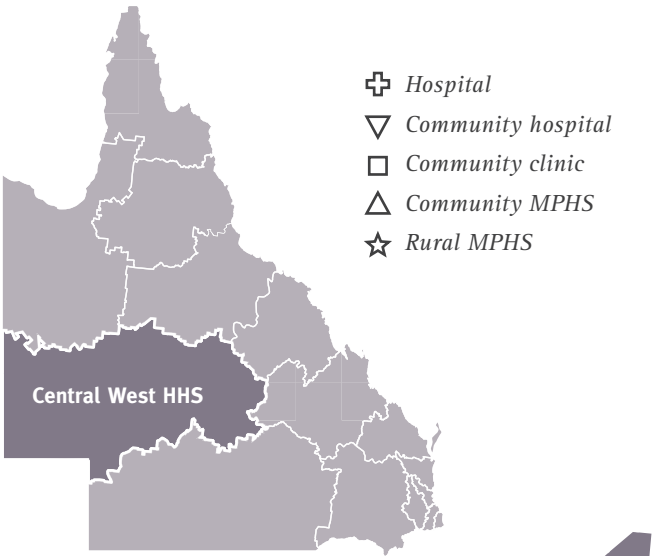 Hospital
Community hospital
Community clinic
Community MPHS
Rural MPHS
Central West HHS